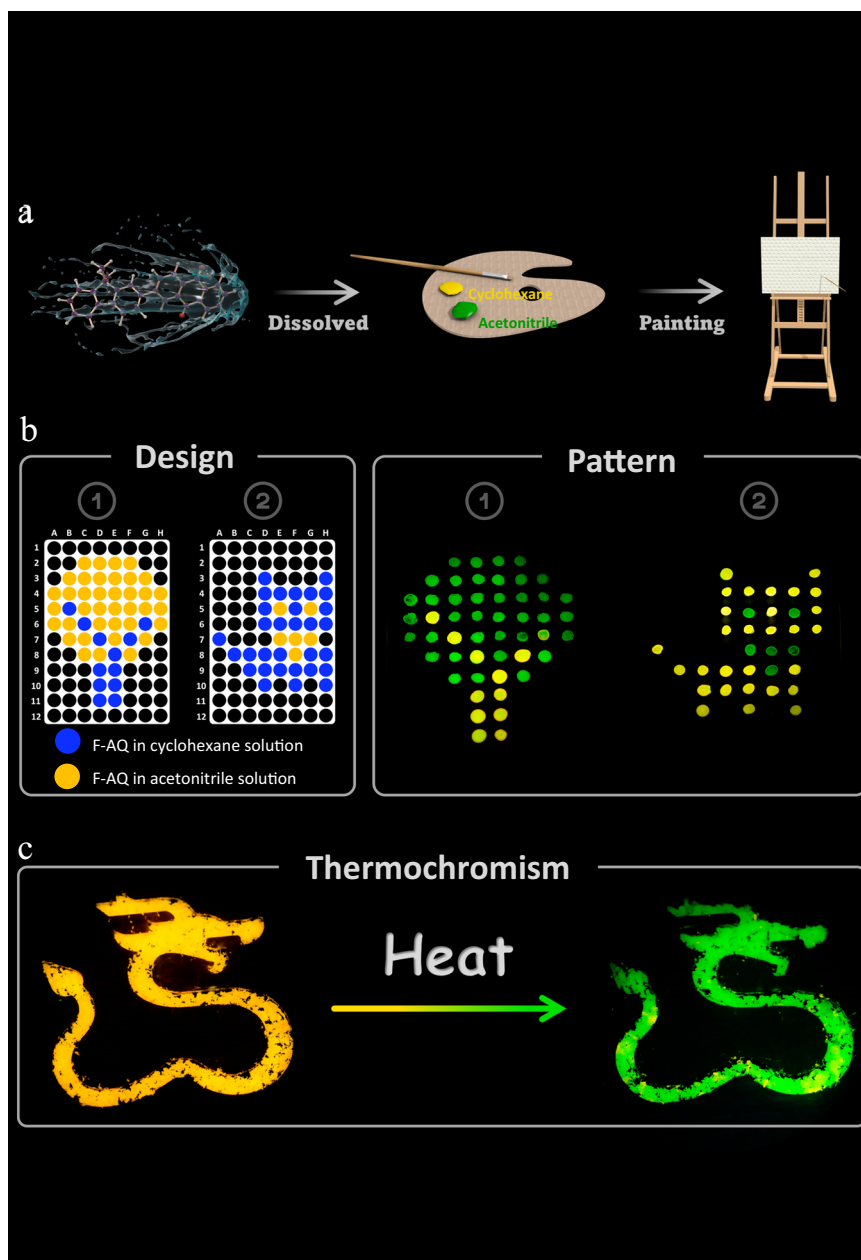 a
Cyclohexane
Acetonitrile
Dissolved
Painting
b
Design
1
2
A B C D E F G H
1
2
3
4
5
6
7
8
9
10
11
12
A B C D E F G H
1
2
3
4
5
6
7
8
9
10
11
12
F-AQ in cyclohexane solution
F-AQ in acetonitrile solution
Pattern
1
2
c
Thermochromism
Heat